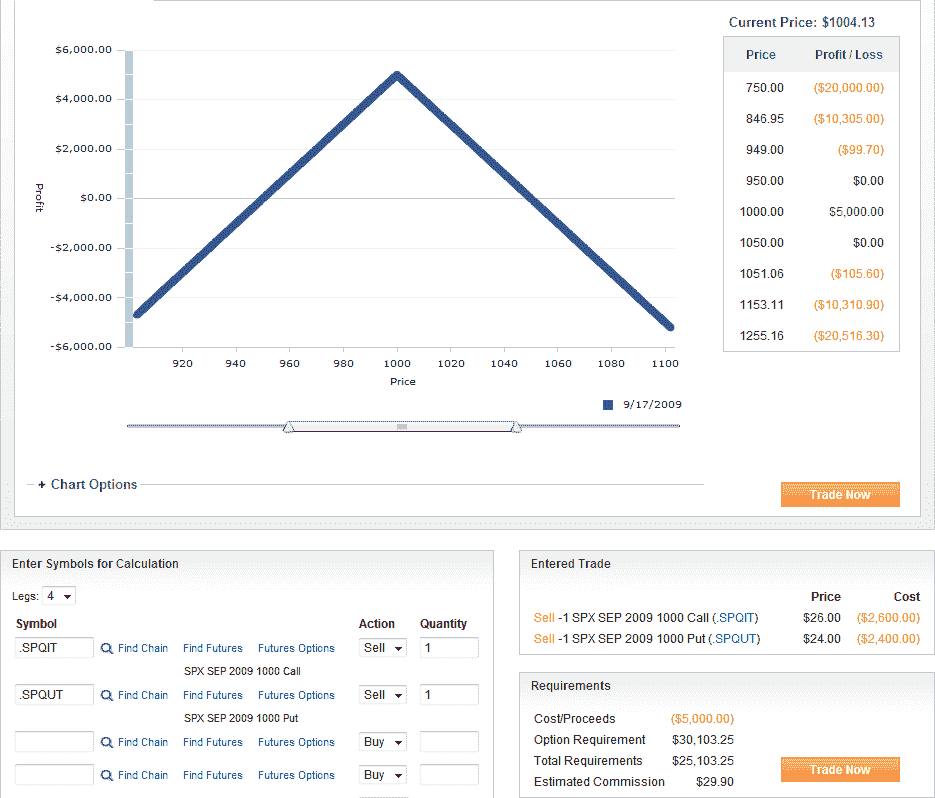 Current Price: $1004.13
Price Profit / Loss
750.00 ($20,000.00)
846.95 ($10,305.00)
949.00 ($99.70)
950.00 $0.00
1000.00 $5,000.00
1050.00 $0.00
1051.06 ($105.60)
1153.11 ($10,310.90)
1255.16 ($20,516.30)
$6,000.00
$4,000.00
$2,000.00
$0.00
-$2,000.00
-$4,000.00
-$6,000.00
Profit
920 940 960 980 1000 1020 1040 1060 1080 1100
Price
9/17/2009
+ Chart Options
Trade Now
Enter Symbols for Calculation
Legs: 4
Symbol Action Quantity
.SPQIT Find Chain Find Futures Futures Options Sell 1
SPX SEP 2009 1000 Call
.SPQUT Find Chain Find Futures Futures Options Sell 1
SPX SEP 2009 1000 Put
Find Chain Find Futures Futures Options Buy
Find Chain Find Futures Futures Options Buy
Entered Trade
Price Cost
Sell -1 SPX SEP 2009 1000 Call (.SPQIT) $26.00 ($2,600.00)
Sell -1 SPX SEP 2009 1000 Put (.SPQUT) $24.00 ($2,400.00)
Requirements
Cost/Proceeds ($5,000.00)
Option Requirement $30,103.25
Total Requirements $25,103.25
Estimated Commission $29.90
Trade Now